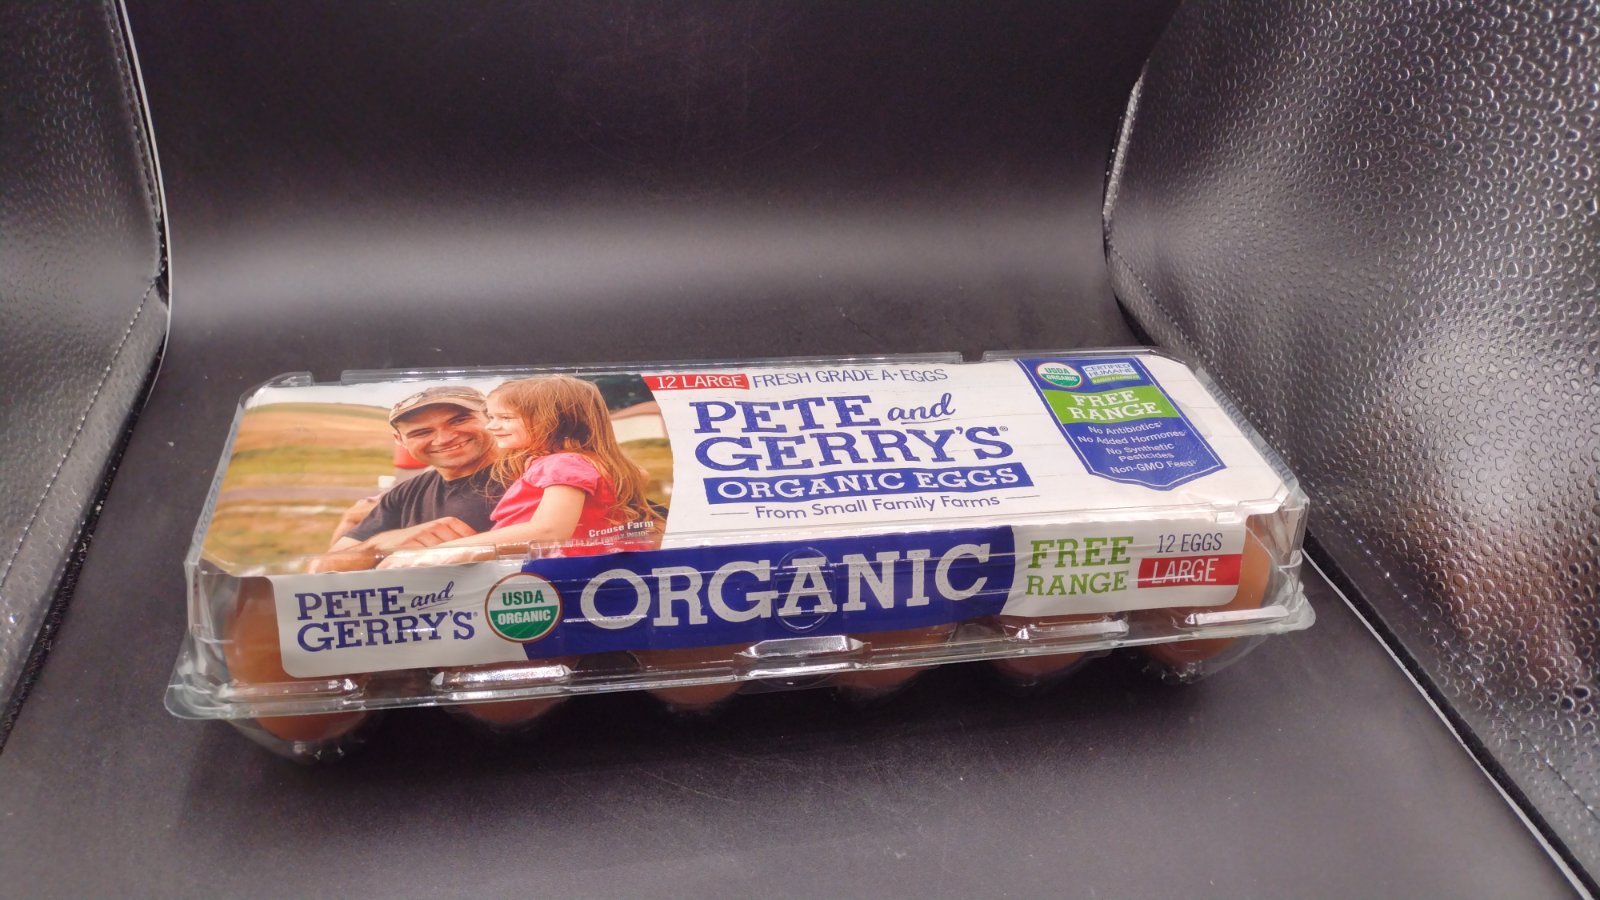 12 LARGE FRESH GRADE A·EGGS
PETE and
GERRY'S®
ORGANIC EGGS
From Small Family Farms
USDA
ORGANIC
CERTIFIED
HUMANE
FREE
RANGE
No Antibiotics
No Added Hormones
No Synthetic
Pesticides
Non-GMO Feed
Crouse Farm
PETE and
GERRY'S®
USDA
ORGANIC
ORGANIC
FREE
RANGE
12 EGGS
LARGE